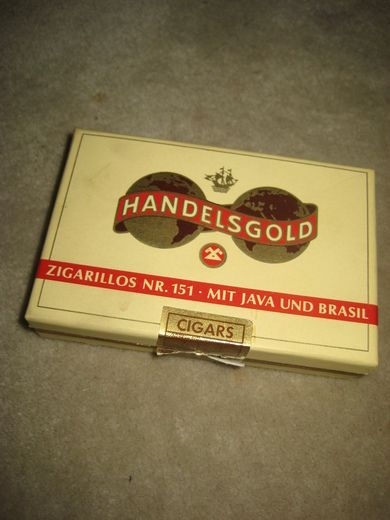 HANDELSGOLD
ZIGARILLOS NR. 151 · MIT JAVA UND BRASIL
CIGARS